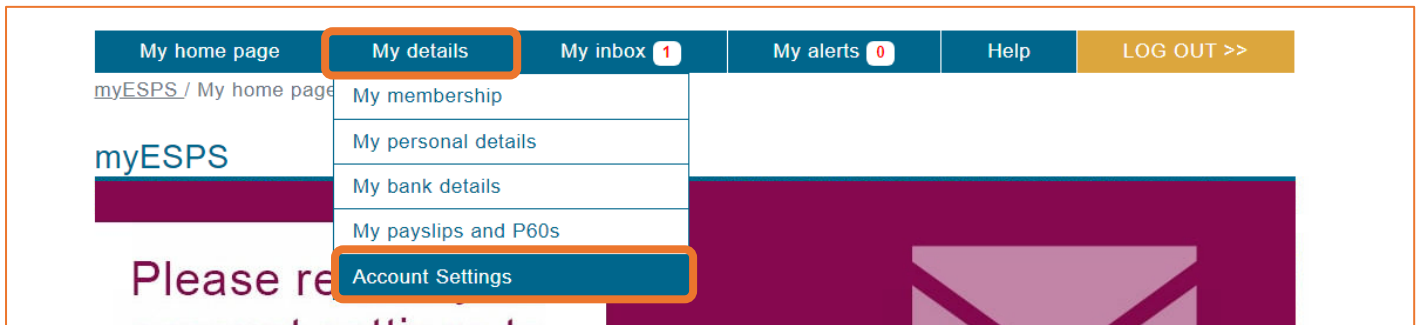 My home page My details My inbox 1 My alerts 0 Help LOG OUT >>
myESPS / My home page
My membership
My personal details
myESPS
My bank details
My payslips and P60s
Please re
Account Settings